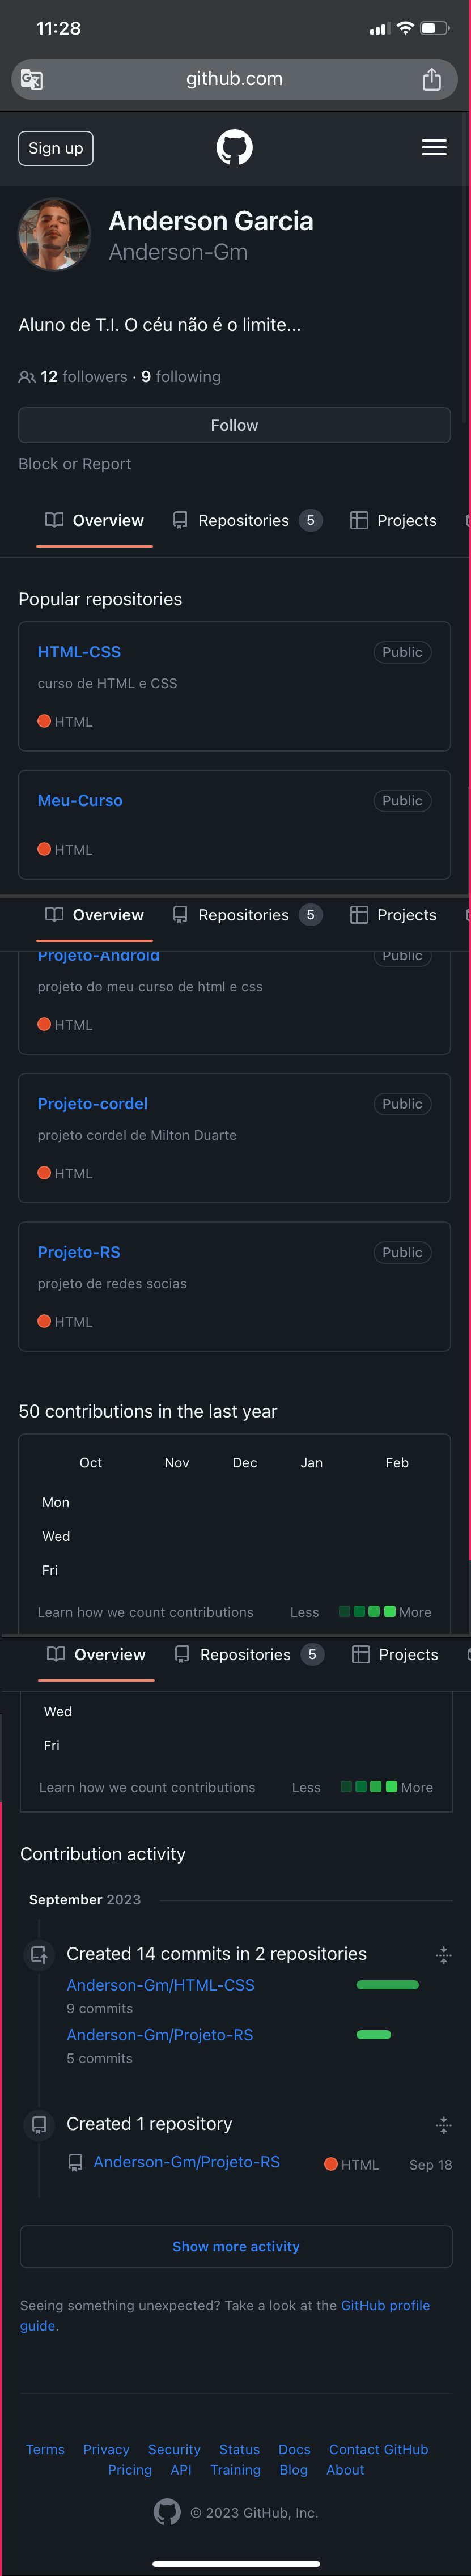 11:28
github.com
Sign up
Anderson Garcia
Anderson-Gm
Aluno de T.I. O céu não é o limite...
12 followers · 9 following
Follow
Block or Report
Overview Repositories 5 Projects
Popular repositories
HTML-CSS Public
curso de HTML e CSS
HTML
Meu-Curso Public
HTML
Overview Repositories 5 Projects
Projeto-Android Public
projeto do meu curso de html e css
HTML
Projeto-cordel Public
projeto cordel de Milton Duarte
HTML
Projeto-RS Public
projeto de redes socias
HTML
50 contributions in the last year
Oct Nov Dec Jan Feb
Mon
Wed
Fri
Learn how we count contributions Less More
Overview Repositories 5 Projects
Wed
Fri
Learn how we count contributions Less More
Contribution activity
September 2023
Created 14 commits in 2 repositories
Anderson-Gm/HTML-CSS
9 commits
Anderson-Gm/Projeto-RS
5 commits
Created 1 repository
Anderson-Gm/Projeto-RS HTML Sep 18
Show more activity
Seeing something unexpected? Take a look at the GitHub profile
guide.
Terms Privacy Security Status Docs Contact GitHub
Pricing API Training Blog About
© 2023 GitHub, Inc.